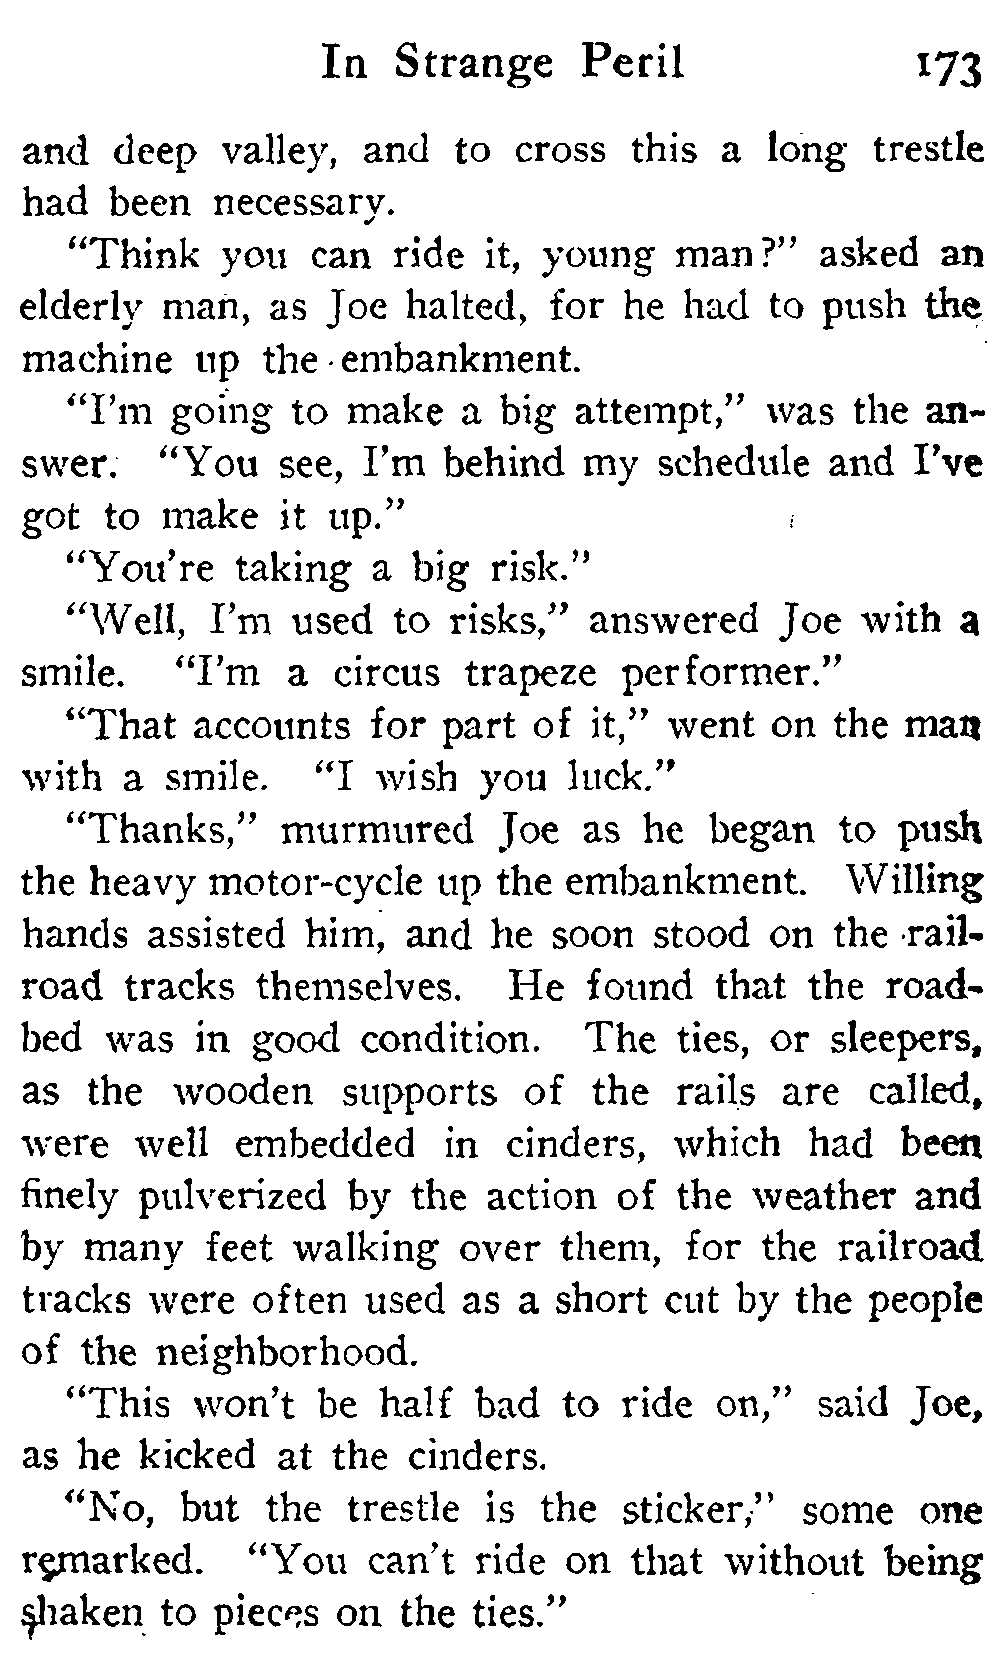 In Strange Peril 173
and deep valley, and to cross this a long trestle
had been necessary.
"Think you can ride it, young man?" asked an
elderly man, as Joe halted, for he had to push the
machine up the embankment.
"I'm going to make a big attempt," was the an-
swer. "You see, I'm behind my schedule and I've
got to make it up."
"You're taking a big risk."
"Well, I'm used to risks," answered Joe with a
smile. "I'm a circus trapeze performer."
"That accounts for part of it," went on the man
with a smile. "I wish you luck."
"Thanks," murmured Joe as he began to push
the heavy motor-cycle up the embankment. Willing
hands assisted him, and he soon stood on the rail-
road tracks themselves. He found that the road-
bed was in good condition. The ties, or sleepers,
as the wooden supports of the rails are called,
were well embedded in cinders, which had been
finely pulverized by the action of the weather and
by many feet walking over them, for the railroad
tracks were often used as a short cut by the people
of the neighborhood.
"This won't be half bad to ride on," said Joe,
as he kicked at the cinders.
"No, but the trestle is the sticker," some one
remarked. "You can't ride on that without being
shaken to pieces on the ties."